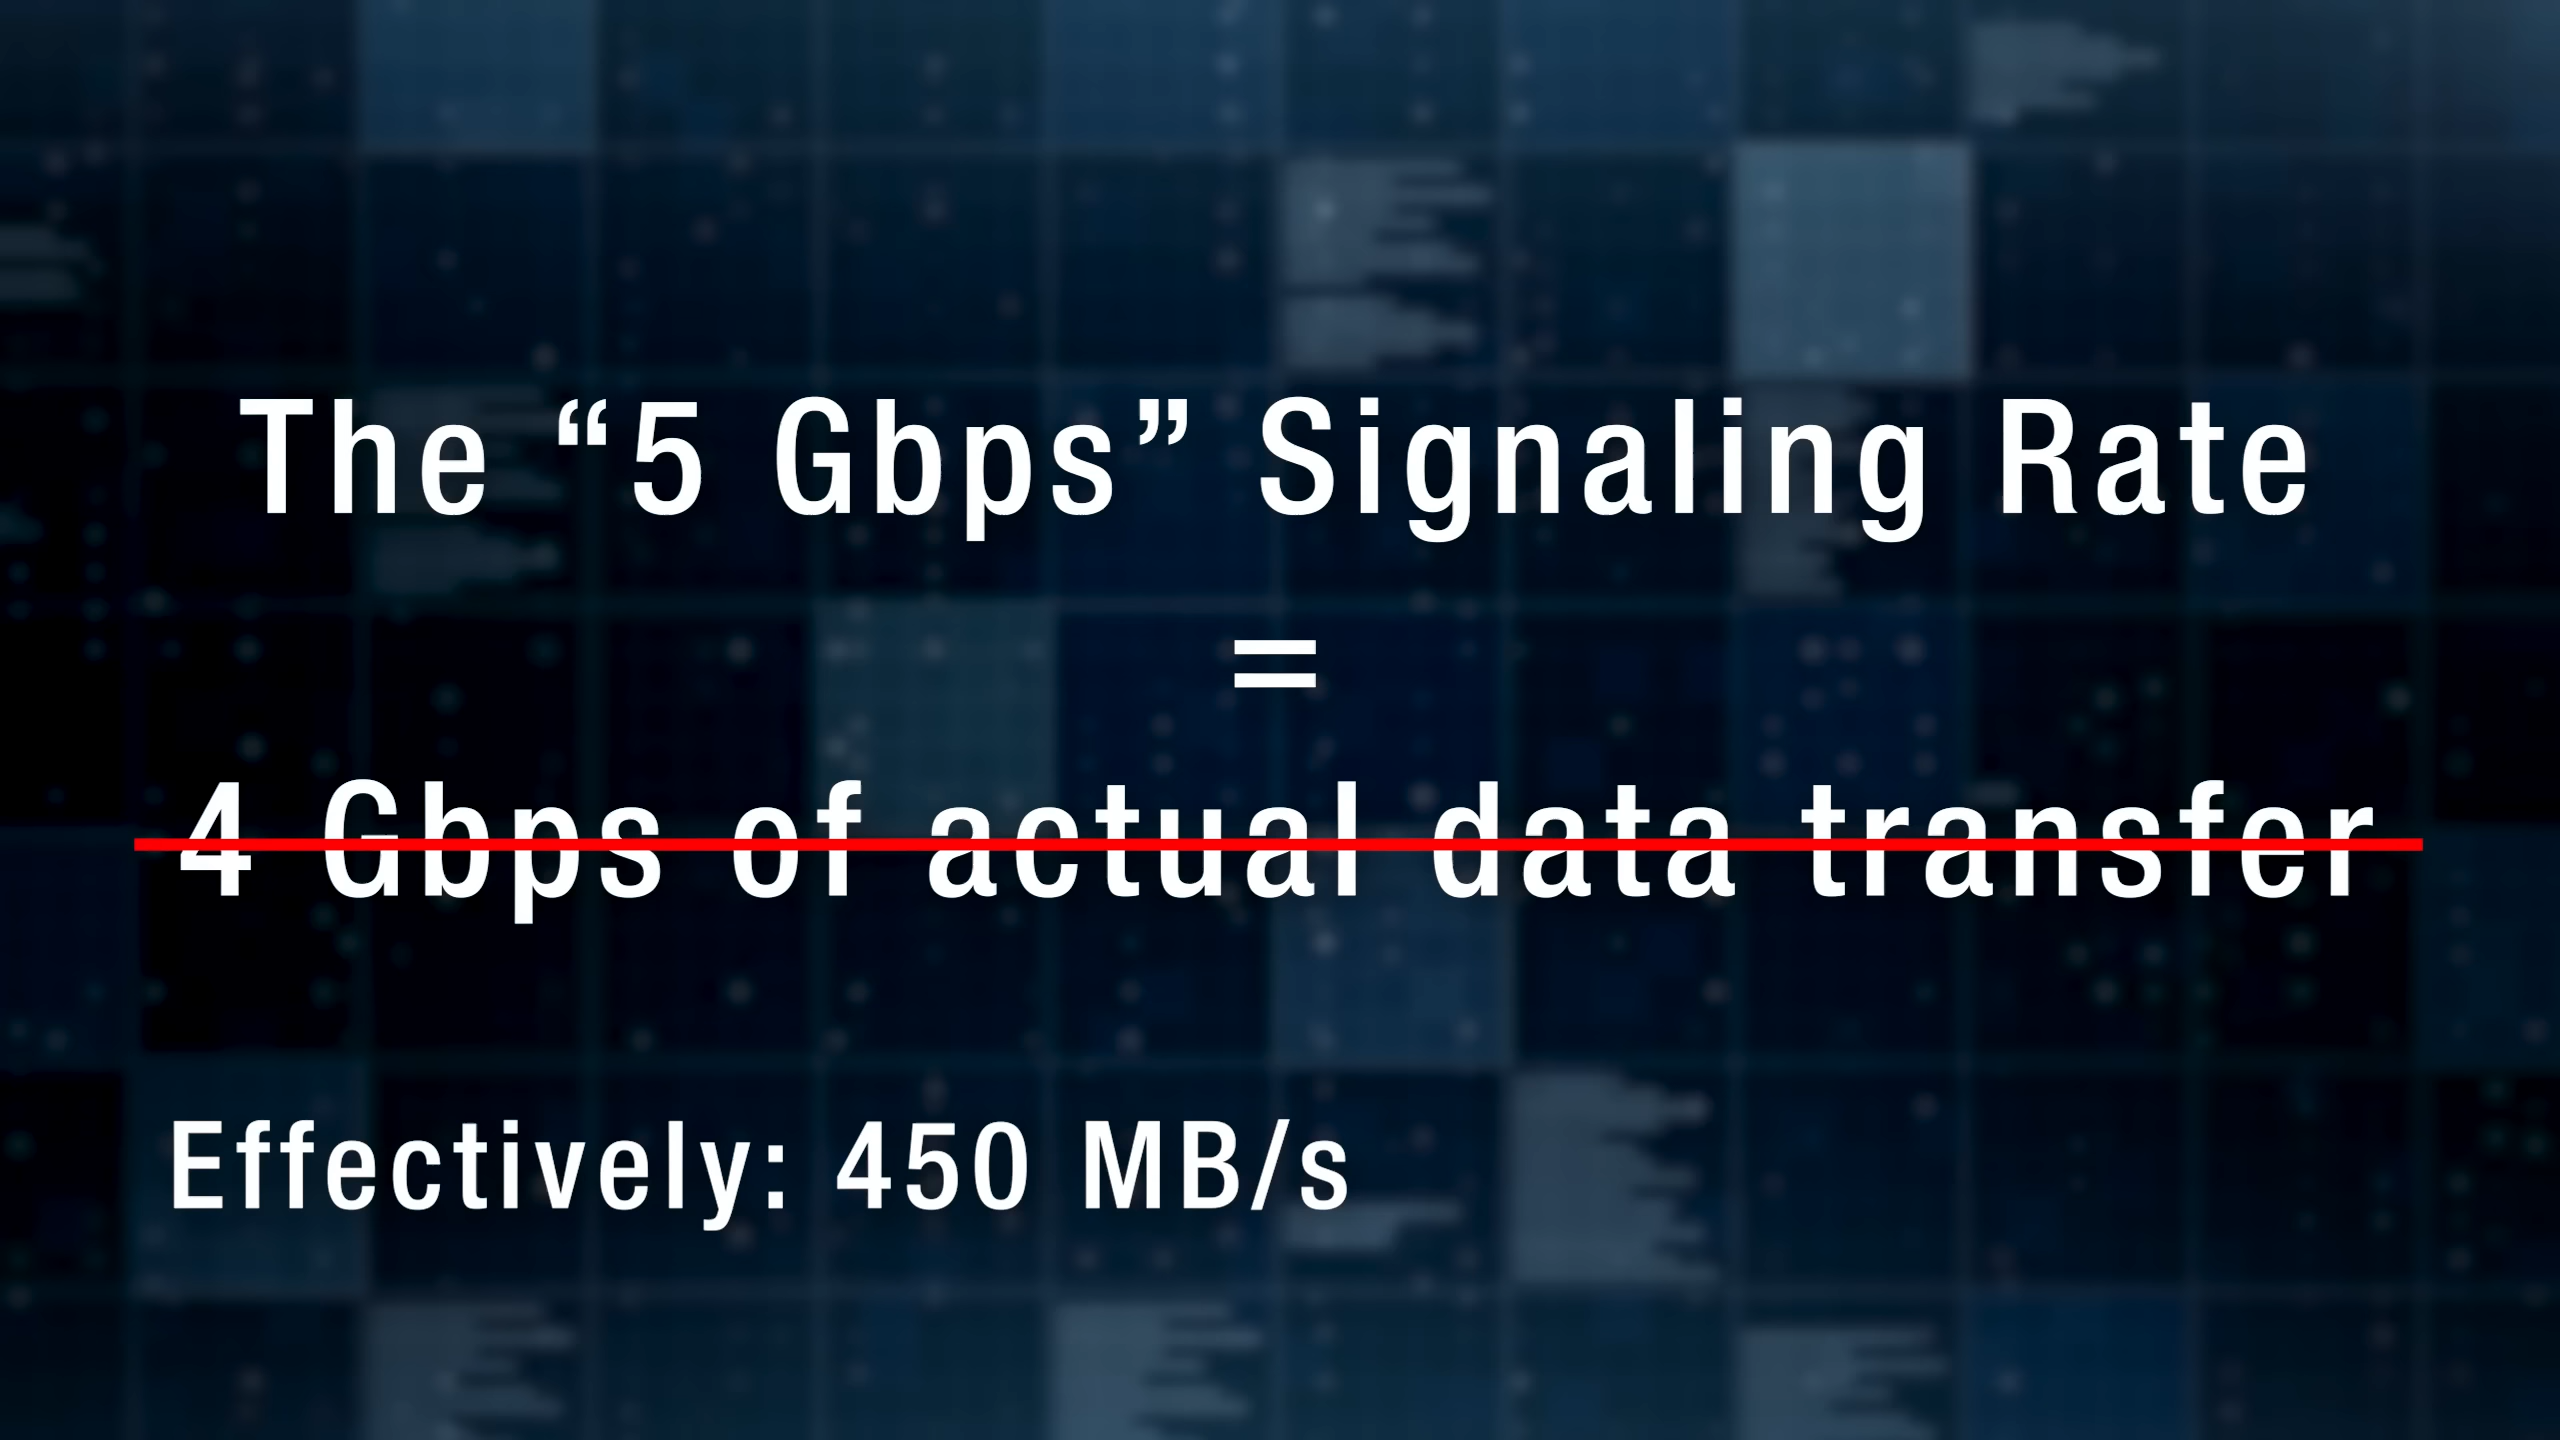 The “5 Gbps” Signaling Rate
=
4 Gbps of actual data transfer
Effectively: 450 MB/s